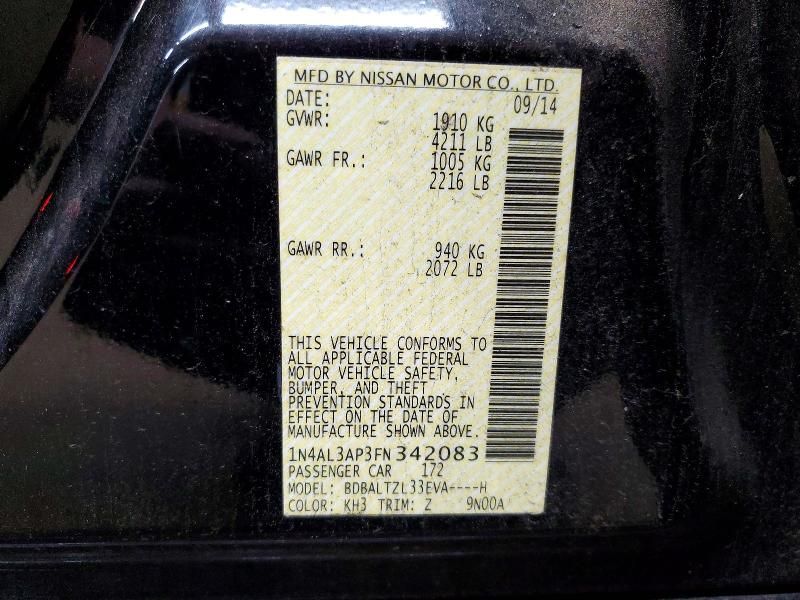 MFD BY NISSAN MOTOR CO., LTD.
DATE: 09/14
GVWR: 1910 KG
4211 LB
GAWR FR.: 1005 KG
2216 LB
GAWR RR.: 940 KG
2072 LB
THIS VEHICLE CONFORMS TO
ALL APPLICABLE FEDERAL
MOTOR VEHICLE SAFETY,
BUMPER, AND THEFT
PREVENTION STANDARDS IN
EFFECT ON THE DATE OF
MANUFACTURE SHOWN ABOVE.
1N4AL3AP3FN342083
PASSENGER CAR 172
MODEL: BDBALTZL33EVA----H
COLOR: KH3 TRIM: Z 9N00A